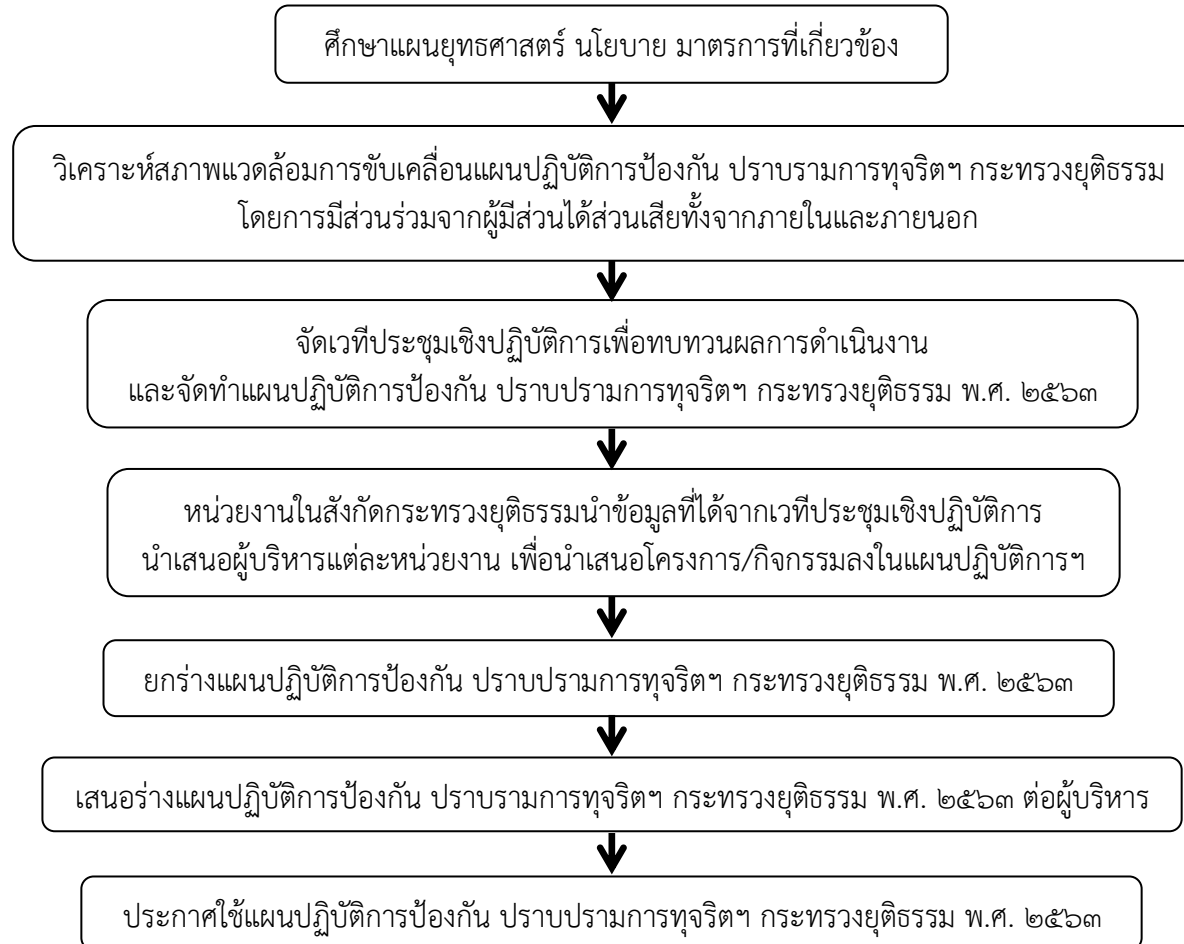 ศึกษาแผนยุทธศาสตร์ นโยบาย มาตรการที่เกี่ยวข้อง
วิเคราะห์สภาพแวดล้อมการขับเคลื่อนแผนปฏิบัติการป้องกัน ปราบรามการทุจริตฯ กระทรวงยุติธรรม
โดยการมีส่วนร่วมจากผู้มีส่วนได้ส่วนเสียทั้งจากภายในและภายนอก
จัดเวทีประชุมเชิงปฏิบัติการเพื่อทบทวนผลการดำเนินงาน
และจัดทำแผนปฏิบัติการป้องกัน ปราบปรามการทุจริตฯ กระทรวงยุติธรรม พ.ศ. ๒๕๖๓
หน่วยงานในสังกัดกระทรวงยุติธรรมนำข้อมูลที่ได้จากเวทีประชุมเชิงปฏิบัติการ
นำเสนอผู้บริหารแต่ละหน่วยงาน เพื่อนำเสนอโครงการ/กิจกรรมลงในแผนปฏิบัติการฯ
ยกร่างแผนปฏิบัติการป้องกัน ปราบปรามการทุจริตฯ กระทรวงยุติธรรม พ.ศ. ๒๕๖๓
เสนอร่างแผนปฏิบัติการป้องกัน ปราบรามการทุจริตฯ กระทรวงยุติธรรม พ.ศ. ๒๕๖๓ ต่อผู้บริหาร
ประกาศใช้แผนปฏิบัติการป้องกัน ปราบปรามการทุจริตฯ กระทรวงยุติธรรม พ.ศ. ๒๕๖๓